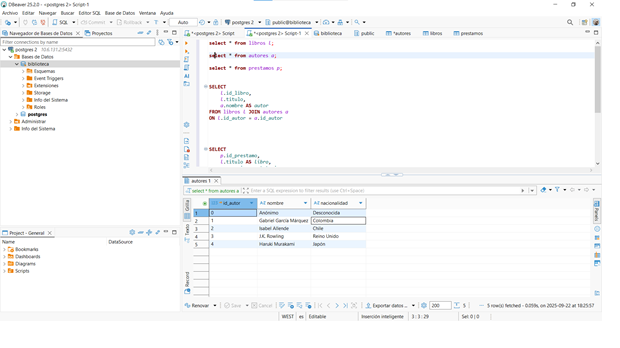 DBeaver 25.2.0 - <postgres 2> Script-1
Archivo Editar Navegar Buscar Editor SQL Base de Datos Ventana Ayuda
SQL Commit Rollback T Auto postgres 2 public@biblioteca
Navegador de Bases de Datos Proyectos
Filter connections by name
postgres 2
Bases de Datos
biblioteca
Esquemas
Event Triggers
Extensiones
Storage
Info del Sistema
Roles
postgres
Administrar
Info del Sistema
Project - General
Name DataSource
Bookmarks
Dashboards
Diagrams
Scripts
*<postgres 2> Script *<postgres 2> Script-1 biblioteca public *autores libros prestamos
select * from libros l;
select * from autores a;
select * from prestamos p;
SELECT
l.id_libro,
l.titulo,
a.nombre AS autor
FROM libros l JOIN autores a
ON l.id_autor = a.id_autor
SELECT
p.id_prestamo,
l.titulo AS libro,
autores 1
select * from autores a Enter a SQL expression to filter results (use Ctrl+Space)
Grilla
Texto
Record
id_autor nombre nacionalidad
1 0 Anónimo Desconocida
2 1 Gabriel García Márquez Colombia
3 2 Isabel Allende Chile
4 3 J.K. Rowling Reino Unido
5 4 Haruki Murakami Japón
Panels
Renovar Save Cancel Exportar datos ... 200 5 5 row(s) fetched - 0.059s, on 2025-09-22 at 18:25:57
WEST es Editable Inserción inteligente 3 : 3 : 29 Sel: 0 | 0